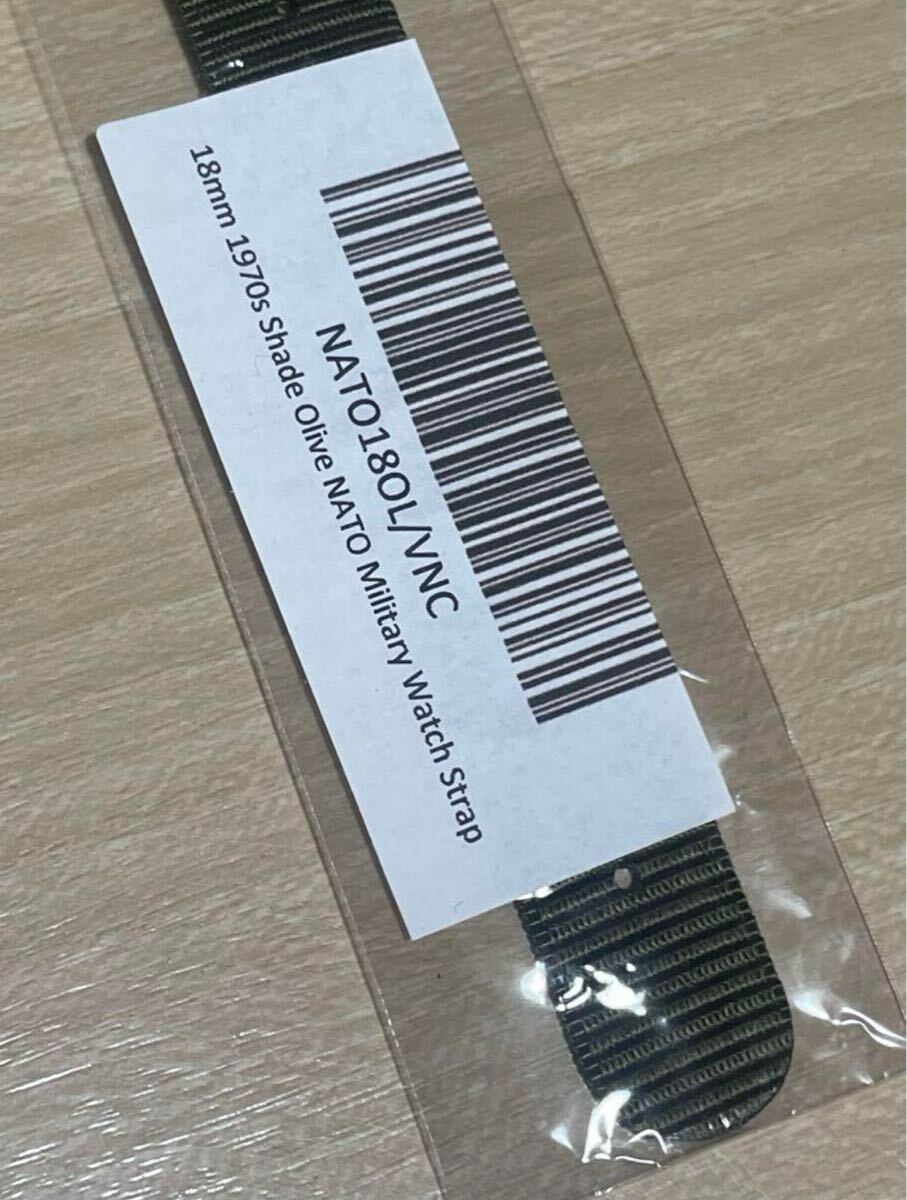 NATO18OL/VNC
18mm 1970s Shade Olive NATO Military Watch Strap